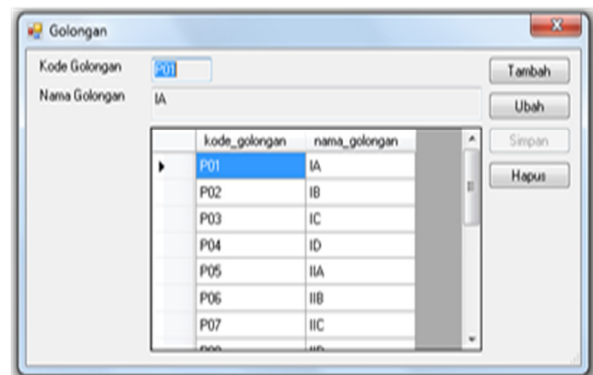 Golongan
Kode Golongan P01 Tambah
Nama Golongan IA Ubah
kode_golongan nama_golongan Simpan
P01 IA Hapus
P02 IB
P03 IC
P04 ID
P05 IIA
P06 IIB
P07 IIC